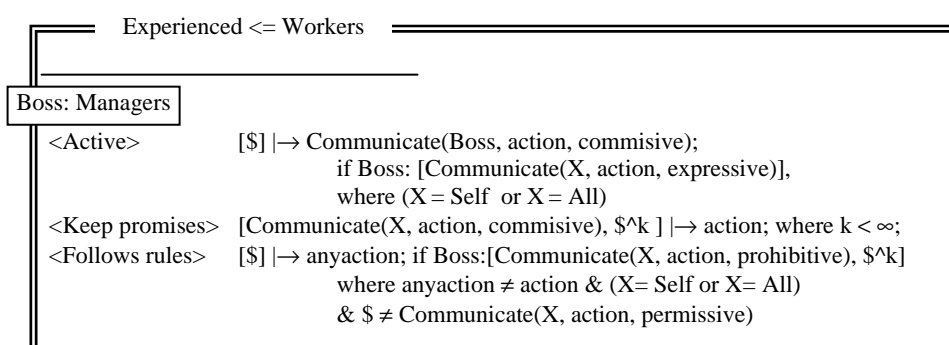 Experienced <= Workers
Boss: Managers
<Active> [$] |→ Communicate(Boss, action, commisive);
if Boss: [Communicate(X, action, expressive)],
where (X = Self or X = All)
<Keep promises> [Communicate(X, action, commisive), $^k ] |→ action; where k < ∞;
<Follows rules> [$] |→ anyaction; if Boss:[Communicate(X, action, prohibitive), $^k]
where anyaction ≠ action & (X= Self or X= All)
& $ ≠ Communicate(X, action, permissive)